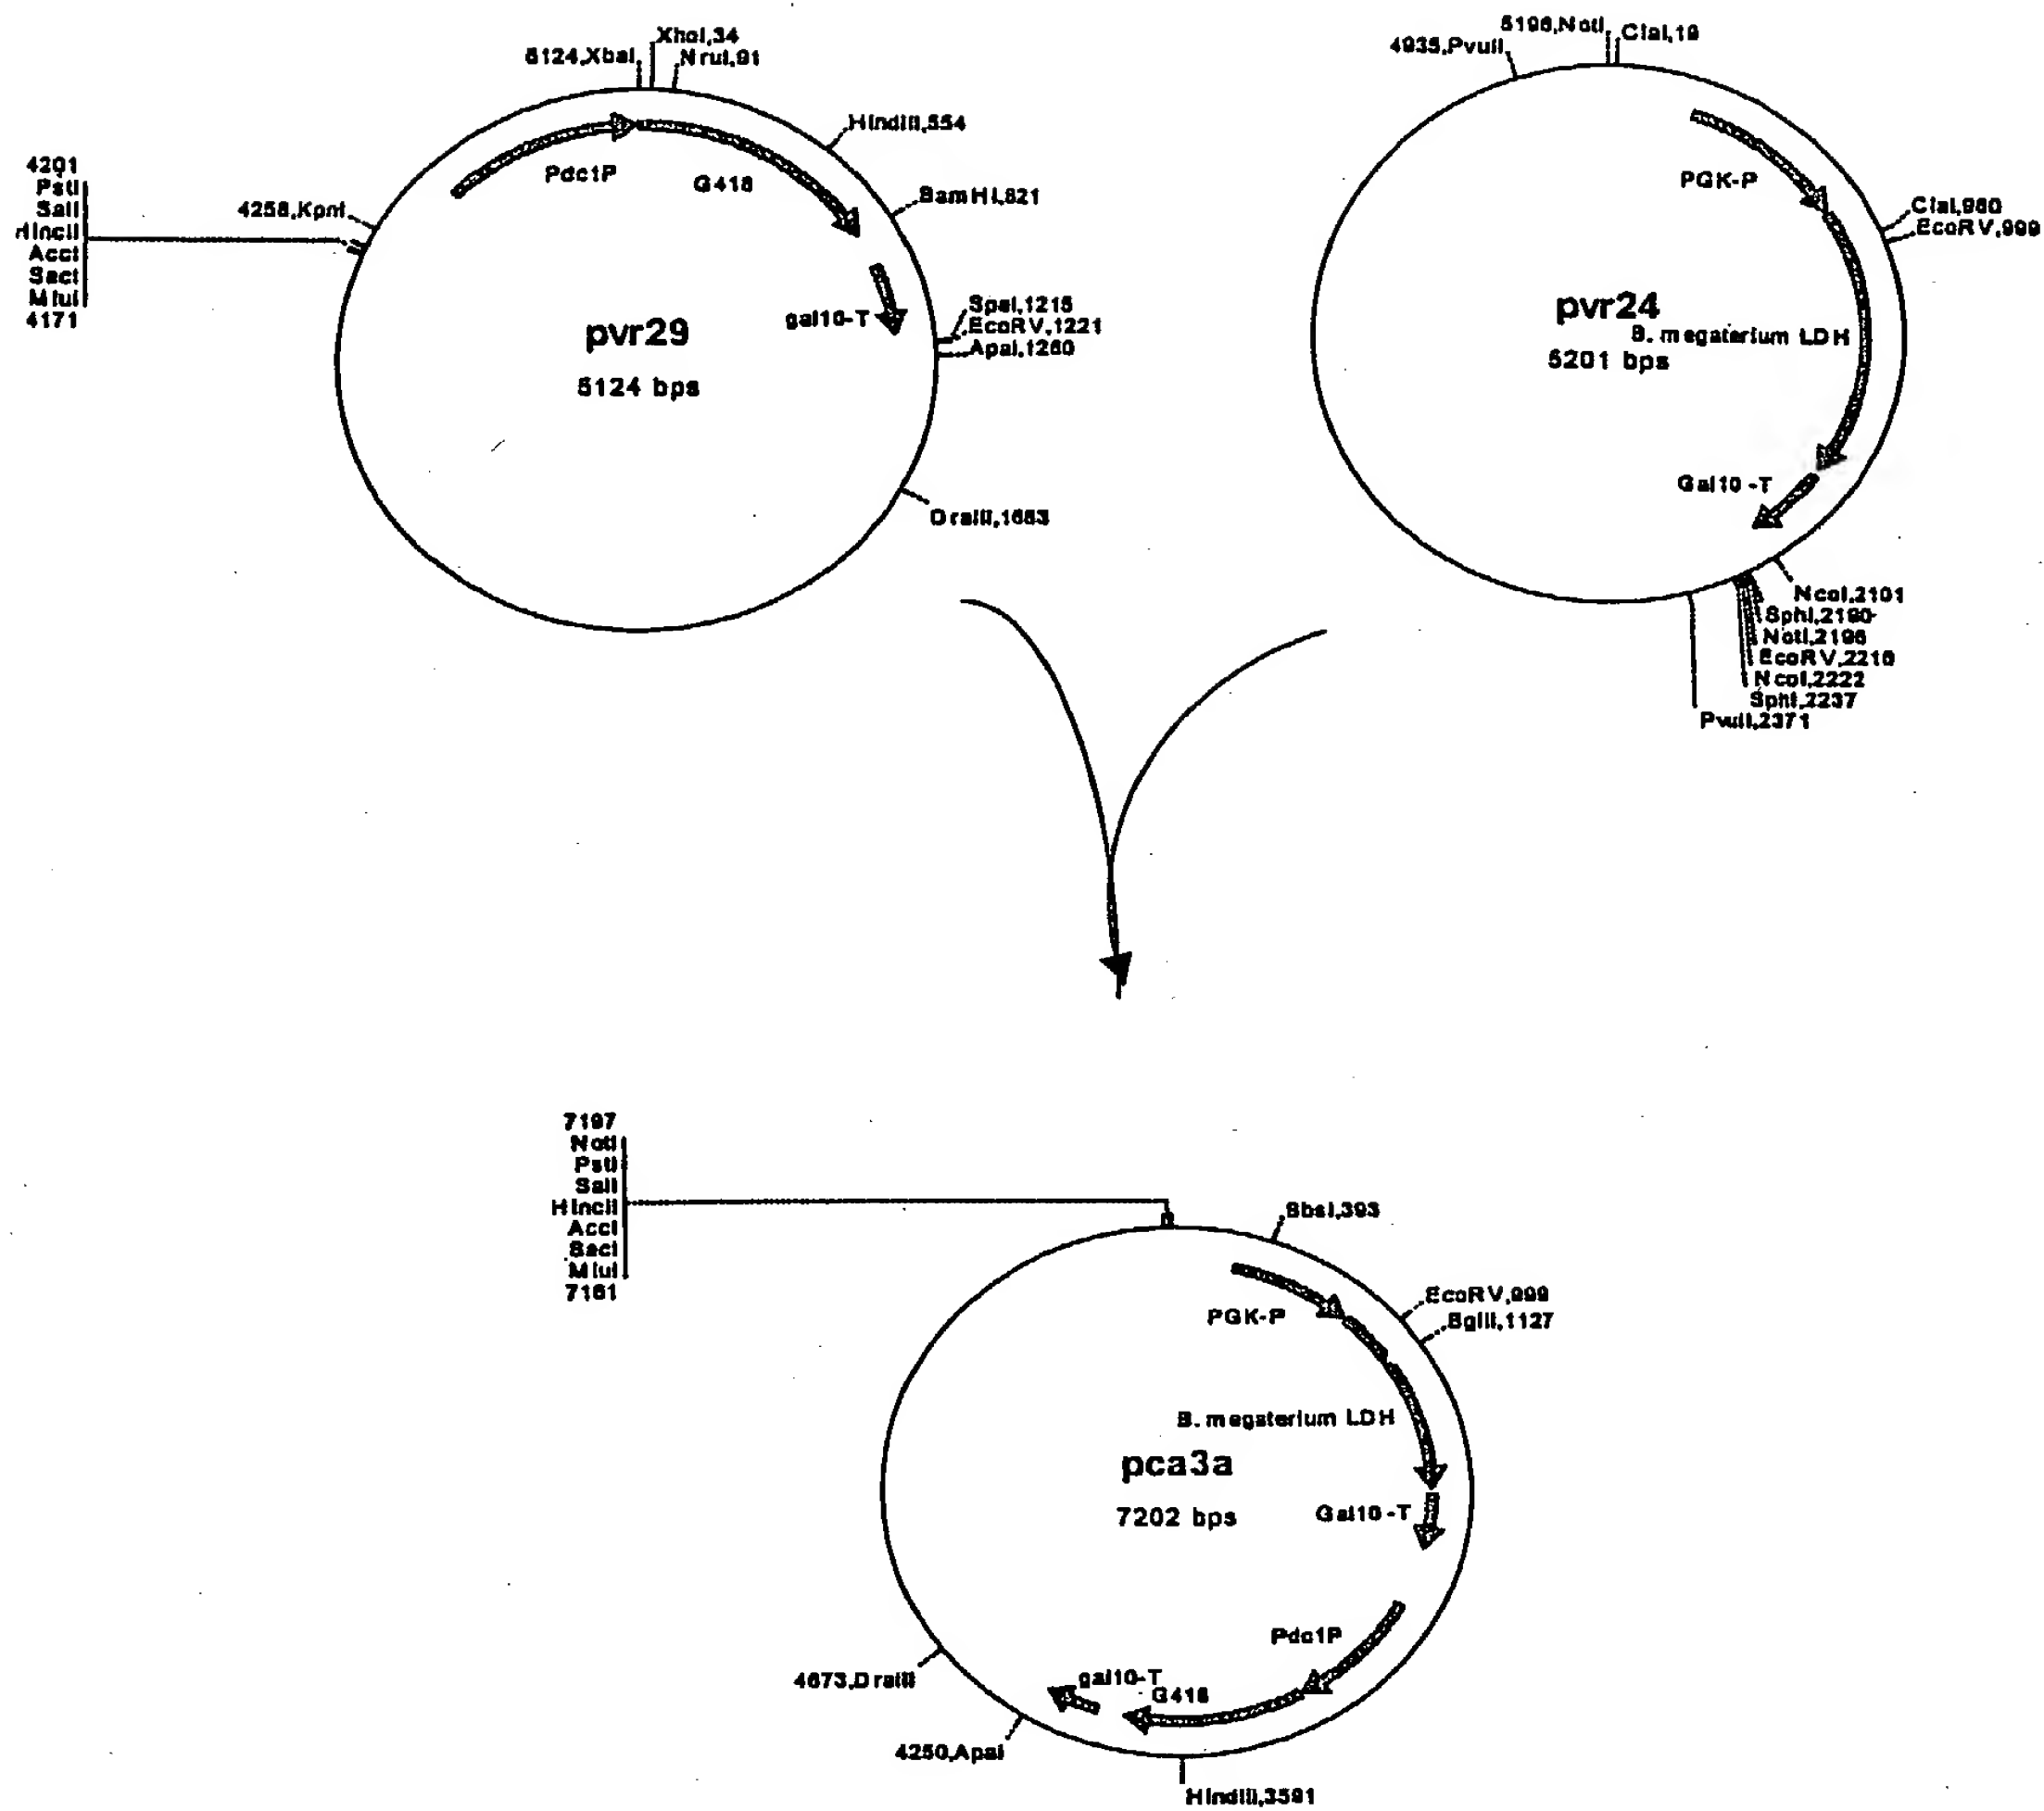 XhoI,34
5124,XbaI
NruI,91
HindIII,554
BamHI,821
4201
PstI
SalI
HincII
AccI
SacI
MluI
4171
4258,KpnI
Pdc1P
G418
gal10-T
SpeI,1215
EcoRV,1221
ApaI,1260
pvr29
5124 bps
DraIII,1683
5196,NotI
ClaI,19
4935,PvuII
PGK-P
ClaI,980
EcoRV,999
pvr24
B. megaterium LDH
5201 bps
Gal10 -T
NcoI,2101
SphI,2190
NotI,2196
EcoRV,2216
NcoI,2222
SphI,2237
PvuII,2371
7197
NotI
PstI
SalI
HincII
AccI
SacI
MluI
7161
BbsI,393
EcoRV,999
BglII,1127
PGK-P
B. megaterium LDH
pca3a
7202 bps
Gal10 -T
Pdc1P
gal10-T
G418
4673,DraIII
4250,ApaI
HindIII,3591